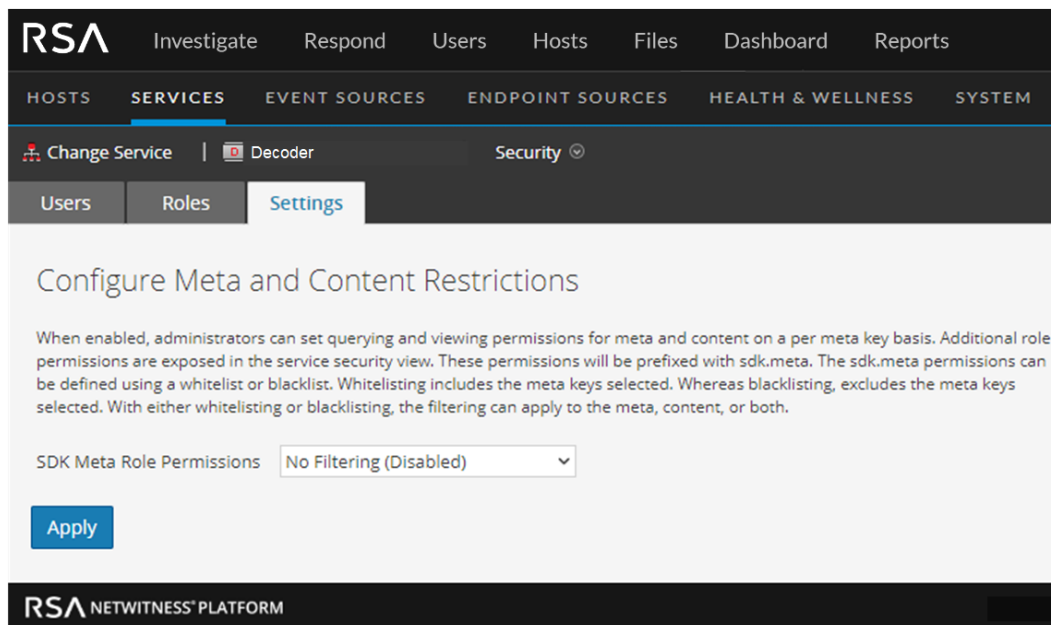 RSA Investigate Respond Users Hosts Files Dashboard Reports
HOSTS SERVICES EVENT SOURCES ENDPOINT SOURCES HEALTH & WELLNESS SYSTEM
Change Service | D Decoder Security
Users Roles Settings
Configure Meta and Content Restrictions
When enabled, administrators can set querying and viewing permissions for meta and content on a per meta key basis. Additional role
permissions are exposed in the service security view. These permissions will be prefixed with sdk.meta. The sdk.meta permissions can
be defined using a whitelist or blacklist. Whitelisting includes the meta keys selected. Whereas blacklisting, excludes the meta keys
selected. With either whitelisting or blacklisting, the filtering can apply to the meta, content, or both.
SDK Meta Role Permissions No Filtering (Disabled)
Apply
RSA NETWITNESS® PLATFORM